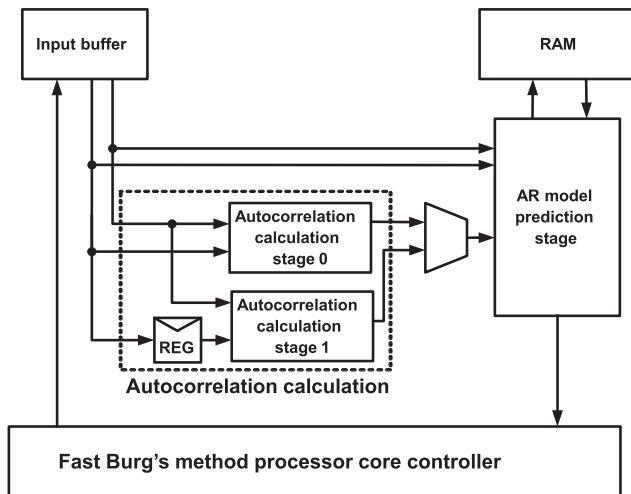 Input buffer
RAM
AR model
prediction
stage
Autocorrelation
calculation
stage 0
Autocorrelation
calculation
stage 1
REG
Autocorrelation calculation
Fast Burg's method processor core controller